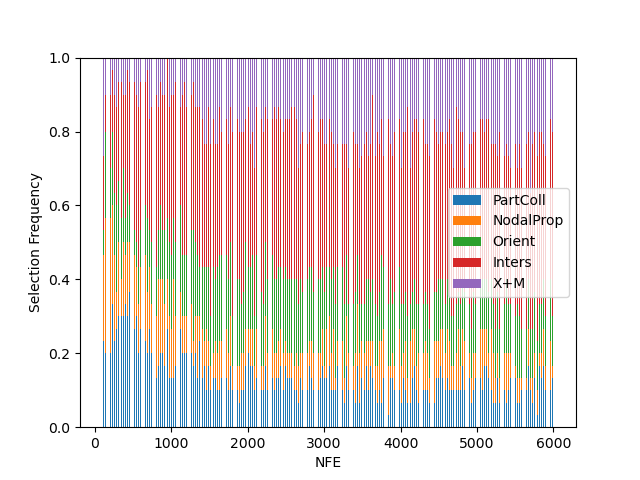 1.0
0.8
0.6
0.4
0.2
0.0
Selection Frequency
PartColl
NodalProp
Orient
Inters
X+M
0 1000 2000 3000 4000 5000 6000
NFE